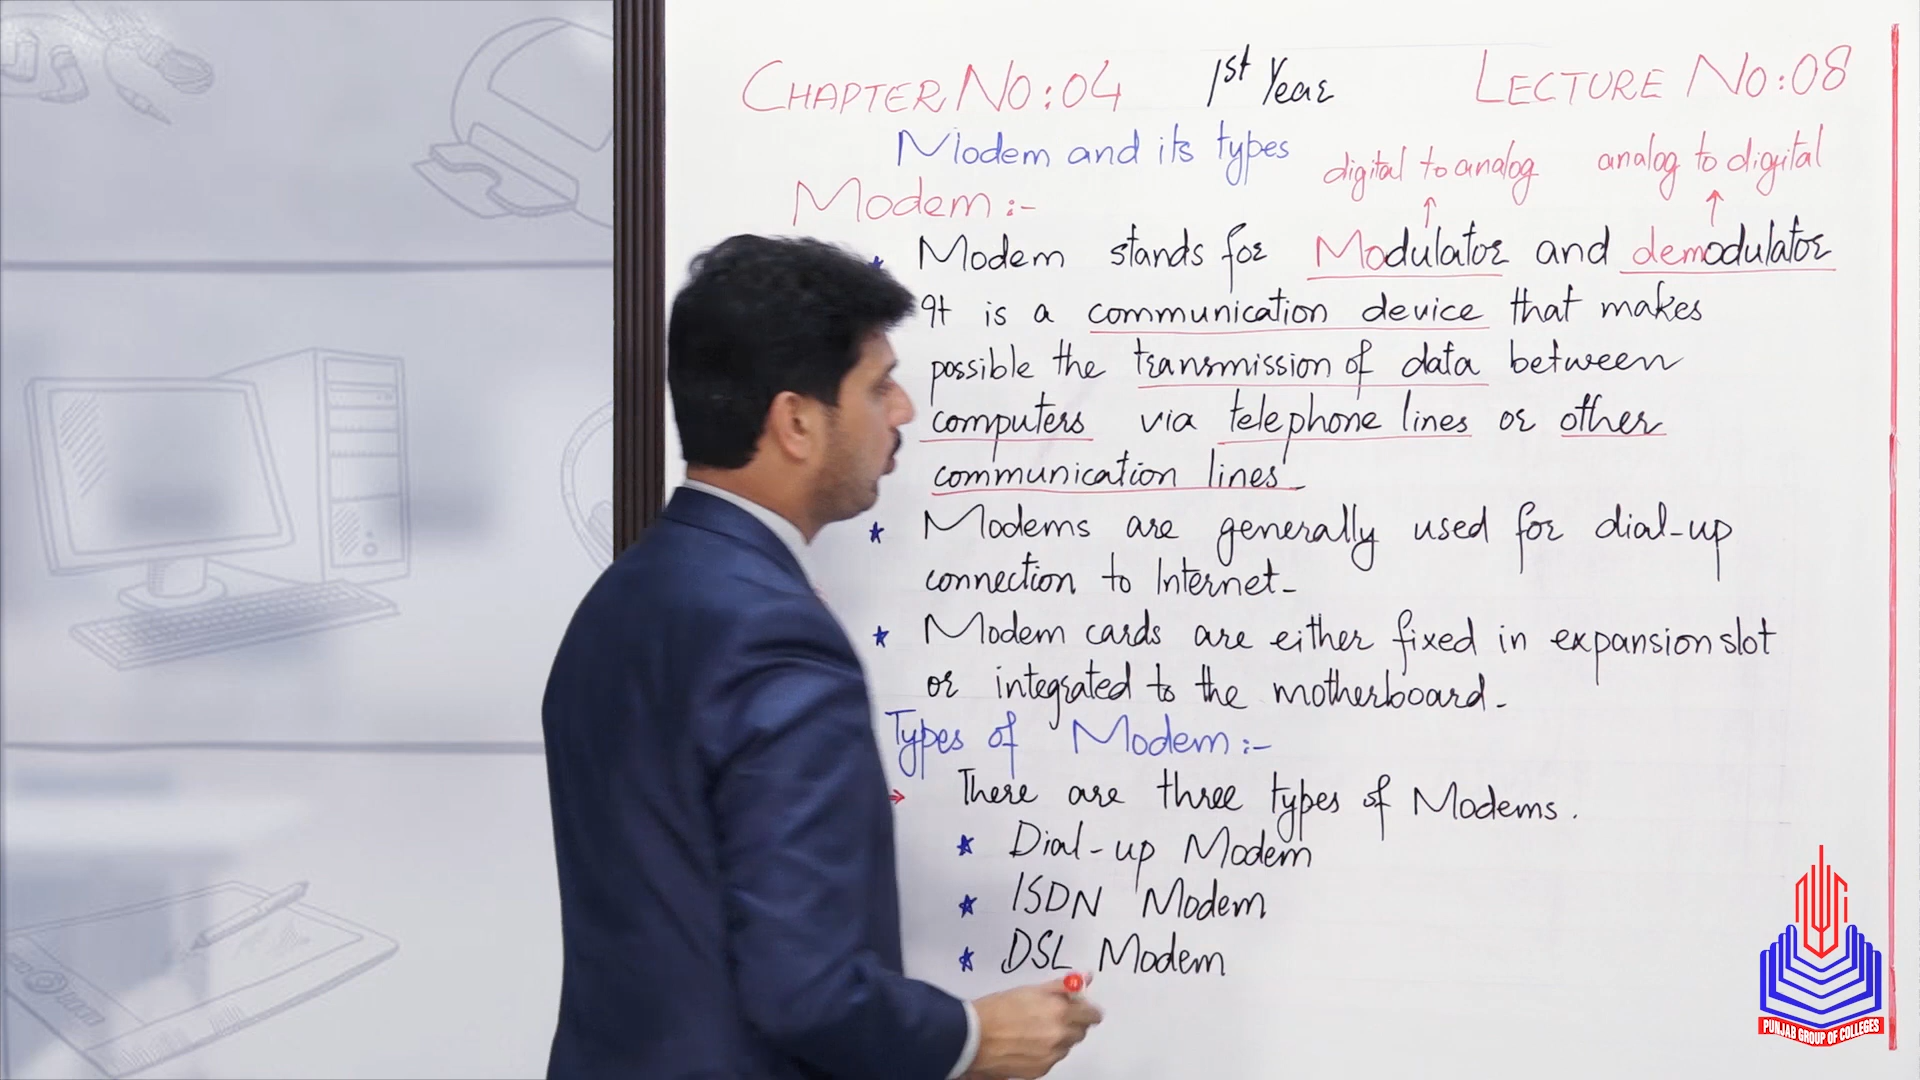 CHAPTER NO:04 1st Year LECTURE NO:08
Modem and its types
digital to analog analog to digital
Modem :-
Modem stands for Modulator and demodulator
It is a communication device that makes
possible the transmission of data between
computers via telephone lines or other
communication lines.
Modems are generally used for dial-up
connection to Internet.
Modem cards are either fixed in expansion slot
or integrated to the motherboard.
Types of Modem :-
There are three types of Modems.
Dial-up Modem
ISDN Modem
DSL Modem
PUNJAB GROUP OF COLLEGES